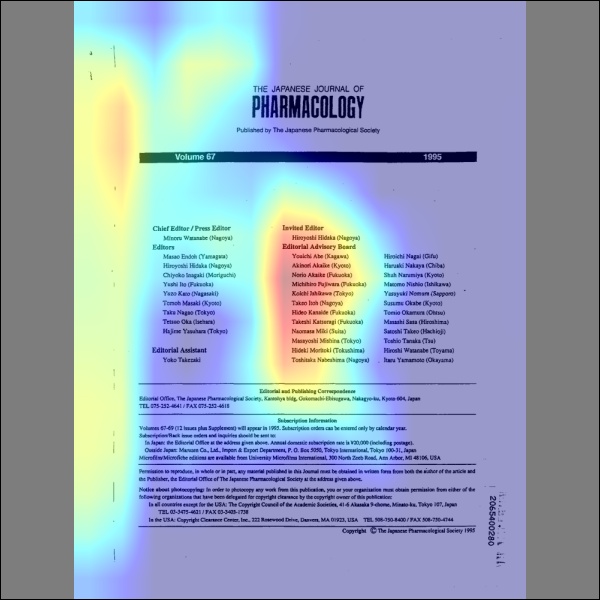 THE JAPANESE JOURNAL OF
PHARMACOLOGY
Published by The Japanese Pharmacological Society
Volume 67 1995
Chief Editor / Press Editor
Minoru Watanabe (Nagoya)
Editors
Masao Endoh (Yamagata)
Hiroyoshi Hidaka (Nagoya)
Chiyoko Inagaki (Moriguchi)
Yushi Ito (Fukuoka)
Yuzo Kato (Nagasaki)
Tomoh Masaki (Kyoto)
Taku Nagao (Tokyo)
Tetsuo Oka (Isehara)
Hajime Yasuhara (Tokyo)
Editorial Assistant
Yoko Takezaki
Invited Editor
Hiroyoshi Hidaka (Nagoya)
Editorial Advisory Board
Youichi Abe (Kagawa)
Akinori Akaike (Kyoto)
Norio Akaike (Fukuoka)
Michihiro Fujiwara (Fukuoka)
Koichi Ishikawa (Tokyo)
Takeo Itoh (Nagoya)
Hideo Kanaide (Fukuoka)
Takeshi Katsuragi (Fukuoka)
Naomasa Miki (Suita)
Masayoshi Mishina (Tokyo)
Hideki Moritoki (Tokushima)
Toshitaka Nabeshima (Nagoya)
Hiroichi Nagai (Gifu)
Haruaki Nakaya (Chiba)
Shuh Narumiya (Kyoto)
Matomo Nishio (Isehara)
Yasuyuki Nomura (Sapporo)
Susumu Okabe (Kyoto)
Tomio Okamura (Ohtsu)
Masashi Sasa (Hiroshima)
Satoshi Takeo (Hachioji)
Toshio Tanaka (Tsu)
Hiroshi Watanabe (Toyama)
Itaru Yamamoto (Okayama)
Editorial and Publishing Correspondence
Editorial Office, The Japanese Pharmacological Society, Kantohya bldg, Gokomachi-Ebisugawa, Nakagyo-ku, Kyoto 604, Japan
TEL 075-252-4641 / FAX 075-252-4618
Subscription Information
Volumes 67-69 (12 issues plus Supplement) will appear in 1995. Subscription orders can be entered only by calendar year.
Subscription/Back issue orders and inquiries should be sent to:
In Japan: the Editorial Office at the address given above. Annual domestic subscription rate is ¥20,000 (including postage).
Outside Japan: Maruzen Co., Ltd., Import & Export Department, P. O. Box 5050, Tokyo International, Tokyo 100-31, Japan
Microfilm/Microfiche editions are available from University Microfilms International, 300 North Zeeb Road, Ann Arbor, MI 48106, USA
Permission to reproduce, in whole or in part, any material published in this Journal must be obtained in written form from both the author of the article and
the Publisher, the Editorial Office of The Japanese Pharmacological Society at the address given above.
Notice about photocopying: In order to photocopy any work from this publication, you or your organization must obtain permission from either of the
following organizations that have been delegated for copyright clearance by the copyright owner of this publication:
In all countries except for the USA: The Copyright Council of the Academic Societies, 41-6 Akasaka 9-chome, Minato-ku, Tokyo 107, Japan
TEL 03-3475-4621 / FAX 03-3403-1738
In the USA: Copyright Clearance Center, Inc., 222 Rosewood Drive, Danvers, MA 01923, USA TEL 508-750-8400 / FAX 508-750-4744
Copyright © The Japanese Pharmacological Society 1995
2065400280